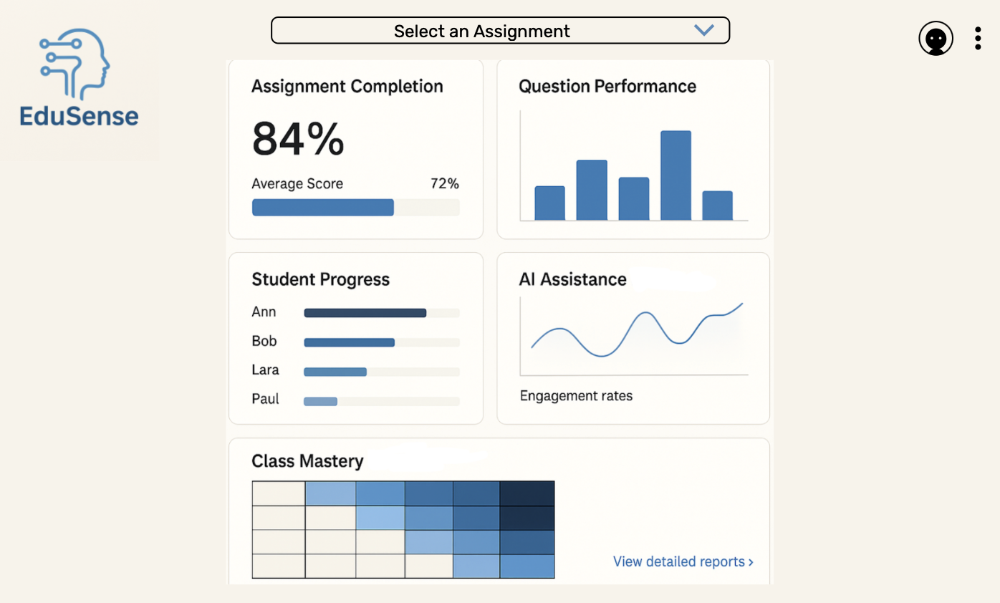 EduSense
Select an Assignment
Assignment Completion
84%
Average Score 72%
Question Performance
Student Progress
Ann
Bob
Lara
Paul
AI Assistance
Engagement rates
Class Mastery
View detailed reports ›